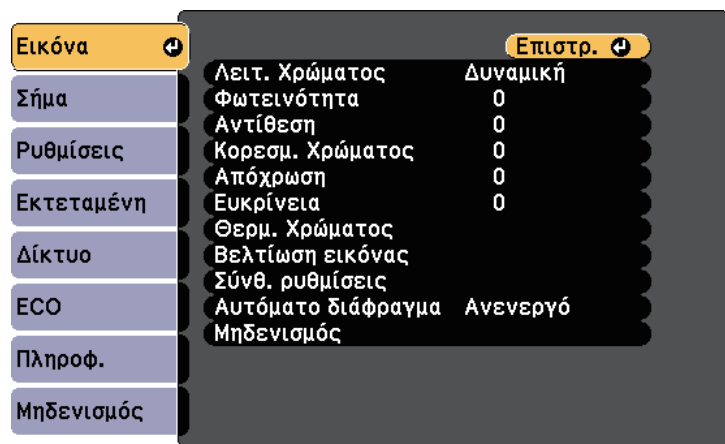 Εικόνα
Σήμα
Ρυθμίσεις
Εκτεταμένη
Δίκτυο
ECO
Πληροφ.
Μηδενισμός
Επιστρ.
Λειτ. Χρώματος Δυναμική
Φωτεινότητα 0
Αντίθεση 0
Κορεσμ. Χρώματος 0
Απόχρωση 0
Ευκρίνεια 0
Θερμ. Χρώματος
Βελτίωση εικόνας
Σύνθ. ρυθμίσεις
Αυτόματο διάφραγμα Ανενεργό
Μηδενισμός